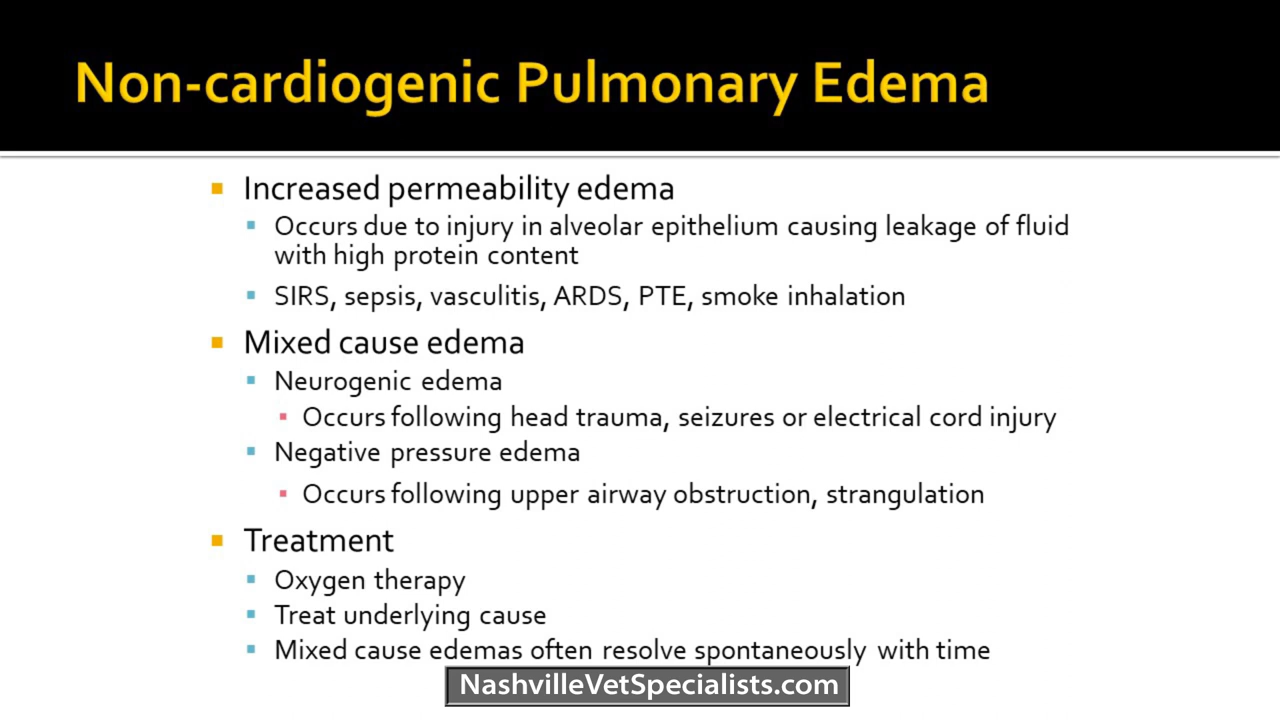 Non-cardiogenic Pulmonary Edema
Increased permeability edema
Occurs due to injury in alveolar epithelium causing leakage of fluid
with high protein content
SIRS, sepsis, vasculitis, ARDS, PTE, smoke inhalation
Mixed cause edema
Neurogenic edema
Occurs following head trauma, seizures or electrical cord injury
Negative pressure edema
Occurs following upper airway obstruction, strangulation
Treatment
Oxygen therapy
Treat underlying cause
Mixed cause edemas often resolve spontaneously with time
NashvilleVetSpecialists.com